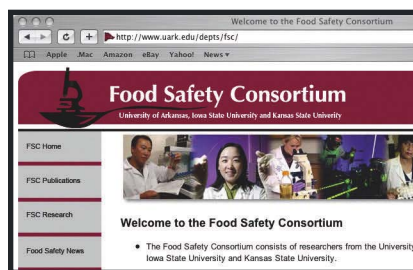 Welcome to the Food Safety Consortium
http://www.uark.edu/depts/fsc/
Apple .Mac Amazon eBay Yahoo! News ▾
Food Safety Consortium
University of Arkansas, Iowa State University and Kansas State Univerity
FSC Home
FSC Publications
FSC Research
Food Safety News
Welcome to the Food Safety Consortium
• The Food Safety Consortium consists of researchers from the University
Iowa State University and Kansas State University.